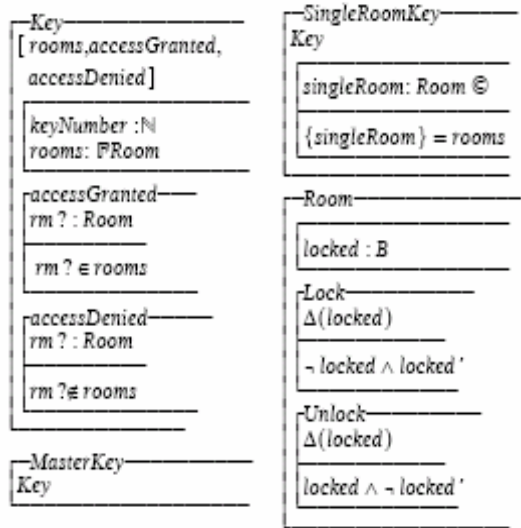 Key
[ rooms,accessGranted,
accessDenied ]
keyNumber :ℕ
rooms: ℙRoom
accessGranted
rm ? : Room
rm ? ∈ rooms
accessDenied
rm ? : Room
rm ?∉ rooms
MasterKey
Key
SingleRoomKey
Key
singleRoom: Room ©
{singleRoom} = rooms
Room
locked : B
Lock
Δ(locked)
¬ locked ∧ locked '
Unlock
Δ(locked)
locked ∧ ¬ locked '